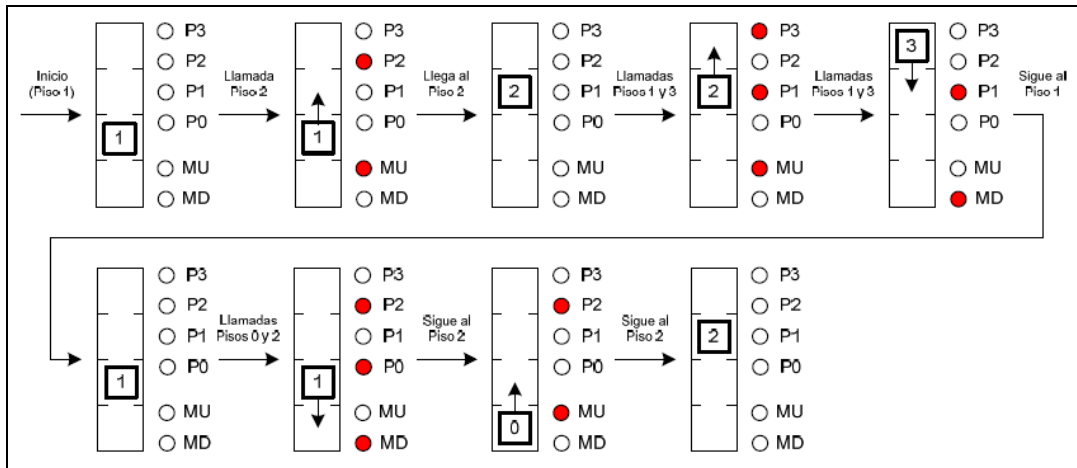 Inicio
(Piso 1)
1
P3
P2
P1
P0
MU
MD
Llamada
Piso 2
1
P3
P2
P1
P0
MU
MD
Llega al
Piso 2
2
P3
P2
P1
P0
MU
MD
Llamadas
Pisos 1 y 3
2
P3
P2
P1
P0
MU
MD
Llamadas
Pisos 1 y 3
3
P3
P2
P1
P0
MU
MD
Sigue al
Piso 1
1
P3
P2
P1
P0
MU
MD
Llamadas
Pisos 0 y 2
1
P3
P2
P1
P0
MU
MD
Sigue al
Piso 2
0
P3
P2
P1
P0
MU
MD
Sigue al
Piso 2
2
P3
P2
P1
P0
MU
MD